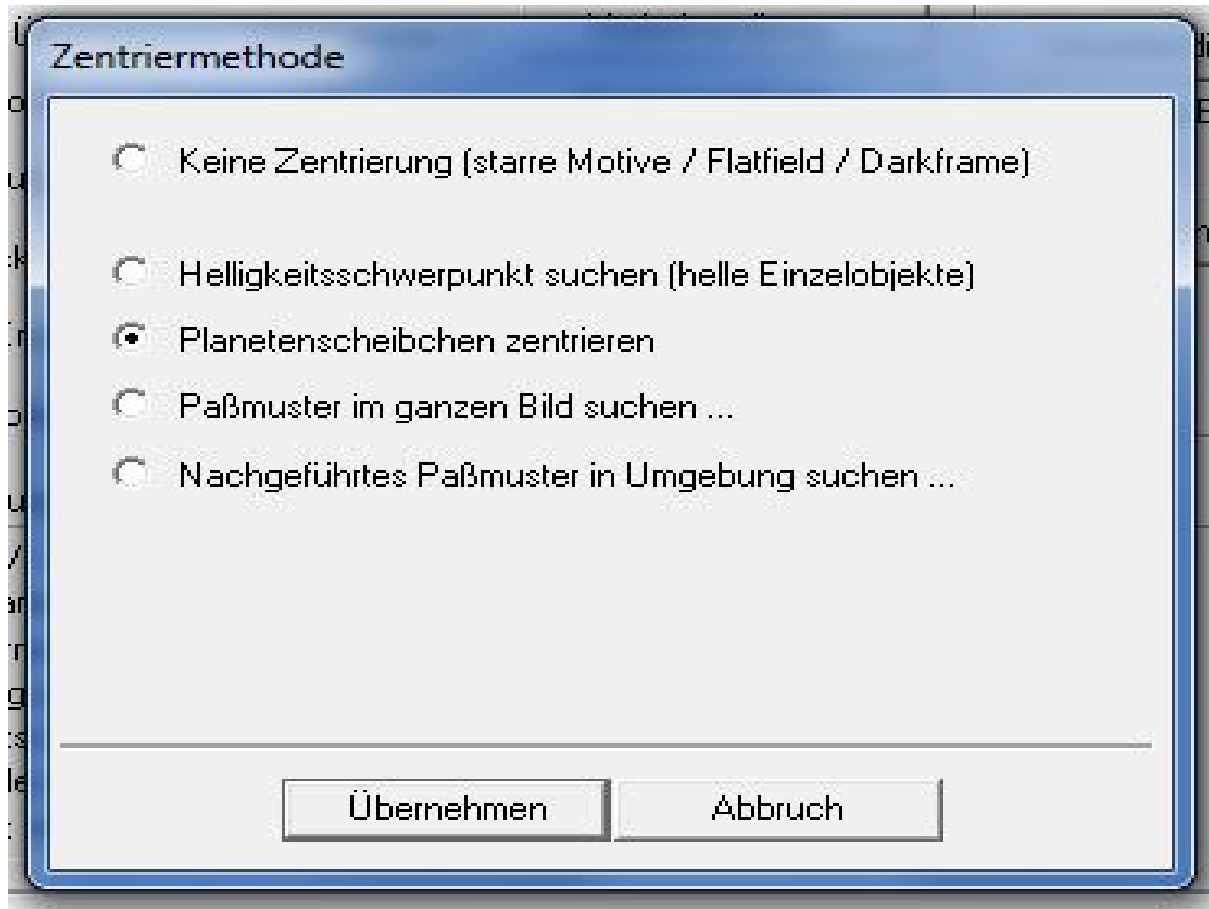 Zentriermethode
Keine Zentrierung (starre Motive / Flatfield / Darkframe)
Helligkeitsschwerpunkt suchen (helle Einzelobjekte)
Planetenscheibchen zentrieren
Paßmuster im ganzen Bild suchen ...
Nachgeführtes Paßmuster in Umgebung suchen ...
Übernehmen
Abbruch